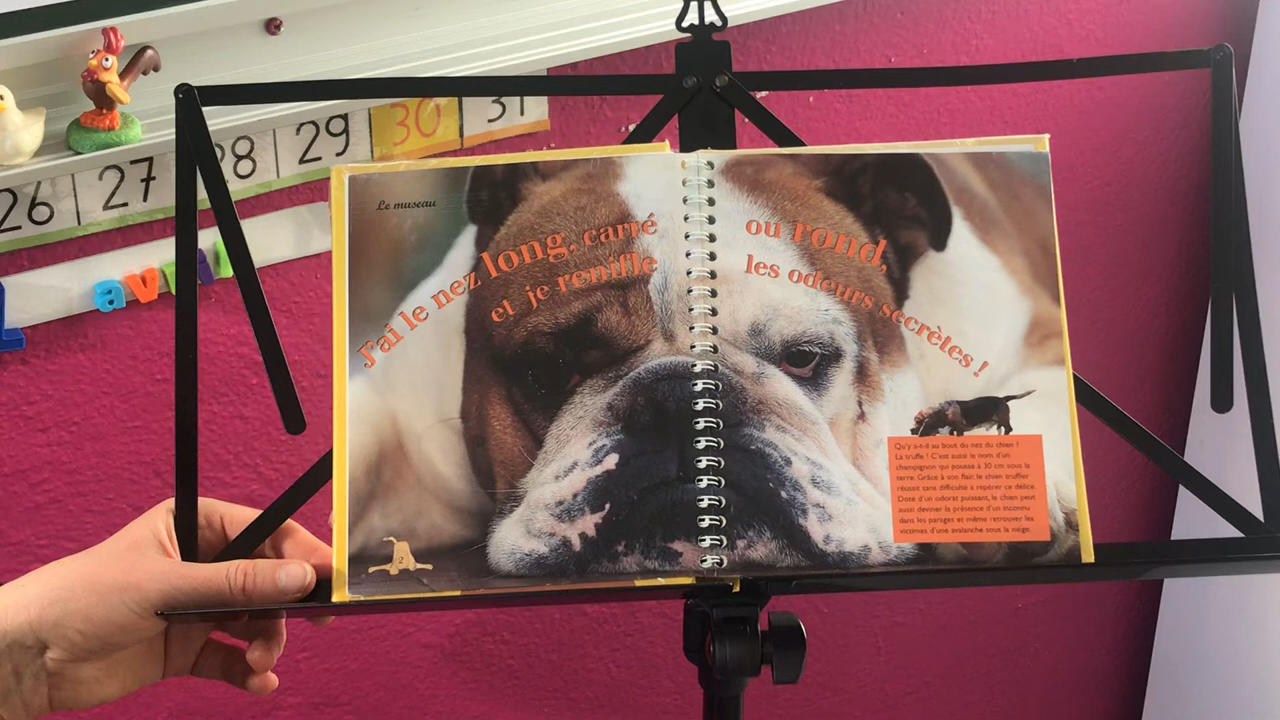 26 27 28 29 30 31
avril
Le museau
J'ai le nez long, carré
et je renifle
ou rond,
les odeurs secrètes !
Qu'y a-t-il au bout du nez du chien ?
La truffe ! C'est aussi le nom d'un
champignon qui pousse à 30 cm sous la
terre. Grâce à son flair, le chien truffier
réussit sans difficulté à repérer ce délice.
Doté d'un odorat puissant, le chien peut
aussi deviner la présence d'un inconnu
dans les parages et même retrouver les
victimes d'une avalanche sous la neige.
2